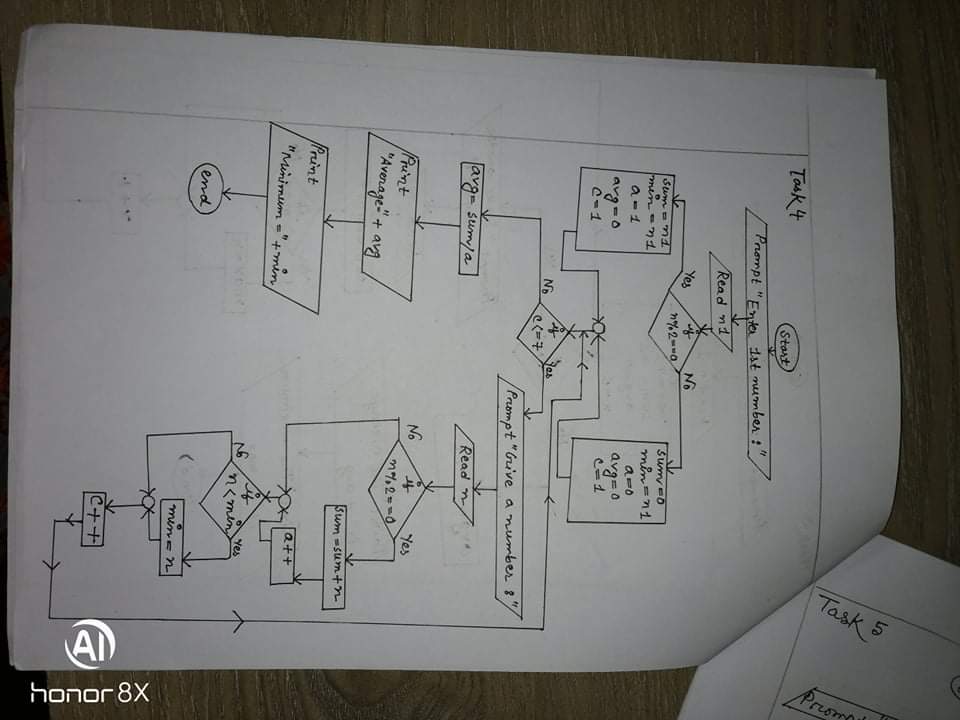 Task 4
Start
Prompt "Enter 1st number:"
Read n1
if
n%2==0
Yes
No
sum = n1
min = n1
a = 1
avg = 0
c = 1
sum = 0
min = n1
a = 0
avg = 0
c = 1
if
c<=7
No
Yes
avg = sum/a
Print
"Average=" + avg
Print
"Minimum =" + min
end
Prompt "Give a number:"
Read n
if
n%2==0
No
Yes
sum = sum + n
a++
if
n < min
No
Yes
min = n
c++
Task 5
AI
honor 8X